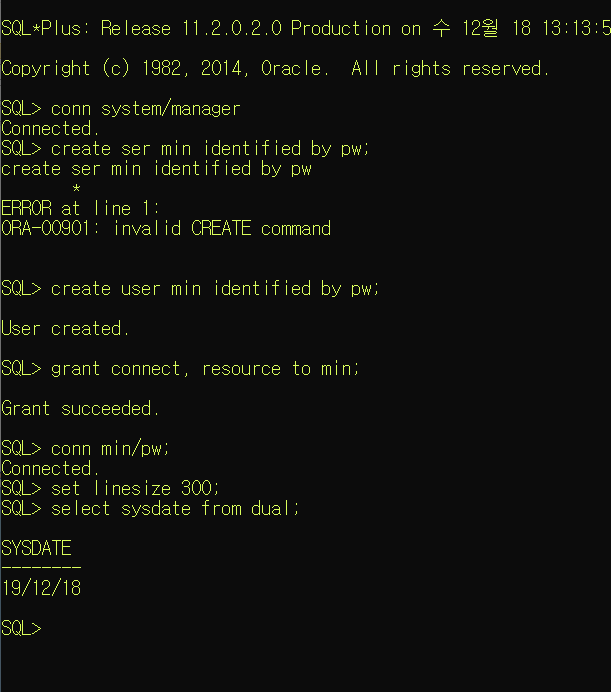 SQL*Plus: Release 11.2.0.2.0 Production on 수 12월 18 13:13:5
Copyright (c) 1982, 2014, Oracle.  All rights reserved.
SQL> conn system/manager
Connected.
SQL> create ser min identified by pw;
create ser min identified by pw
       *
ERROR at line 1:
ORA-00901: invalid CREATE command
SQL> create user min identified by pw;
User created.
SQL> grant connect, resource to min;
Grant succeeded.
SQL> conn min/pw;
Connected.
SQL> set linesize 300;
SQL> select sysdate from dual;
SYSDATE
--------
19/12/18
SQL>